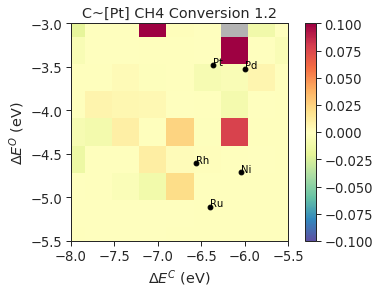 C~[Pt] CH4 Conversion 1.2
−3.0
−3.5
−4.0
−4.5
−5.0
−5.5
ΔE^O (eV)
Pt
Pd
Rh
Ni
Ru
−8.0 −7.5 −7.0 −6.5 −6.0 −5.5
ΔE^C (eV)
0.100
0.075
0.050
0.025
0.000
−0.025
−0.050
−0.075
−0.100